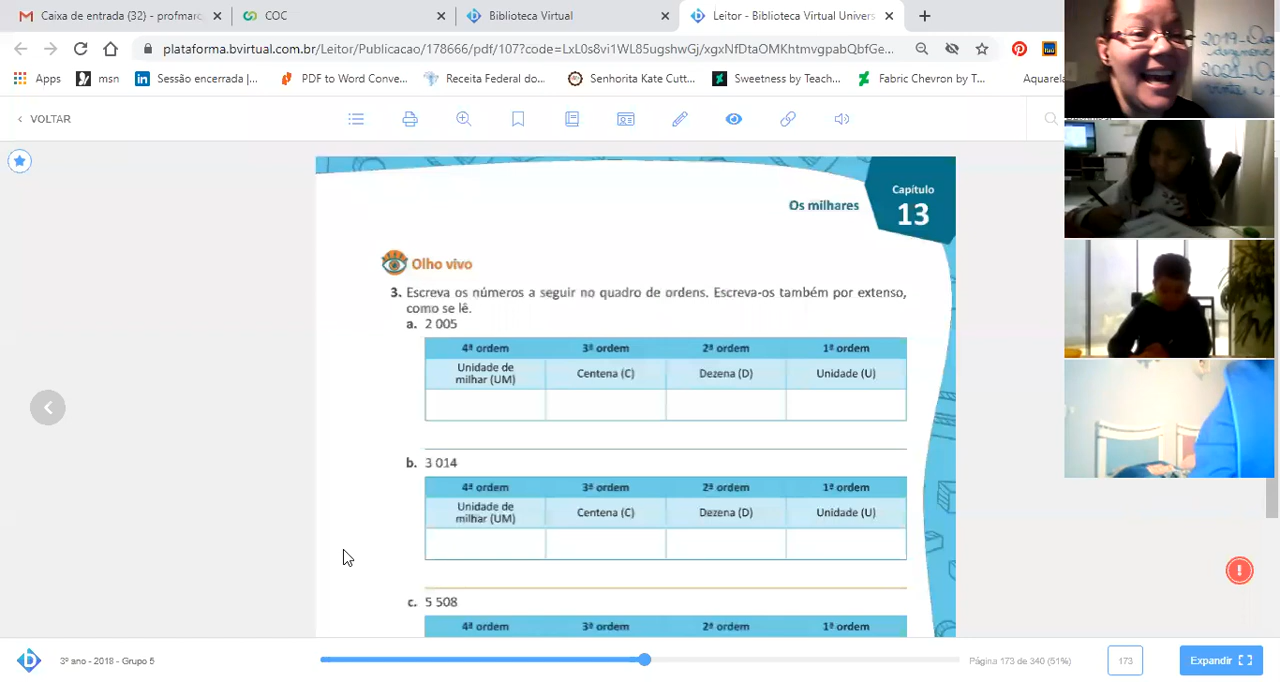 Caixa de entrada (32) - profmarc
COC
Biblioteca Virtual
Leitor - Biblioteca Virtual Univers
plataforma.bvirtual.com.br/Leitor/Publicacao/178666/pdf/107?code=LxL0s8vi1WL85ugshwGj/xgxNfDtaOMKhtmvgpabQbfGe...
Apps
msn
Sessão encerrada |...
PDF to Word Conve...
Receita Federal do...
Senhorita Kate Cutt...
Sweetness by Teach...
Fabric Chevron by T...
Aquarela
2019-
2021-
vinte e
VOLTAR
Capítulo
13
Os milhares
Olho vivo
3. Escreva os números a seguir no quadro de ordens. Escreva-os também por extenso,
como se lê.
a. 2 005
4ª ordem 3ª ordem 2ª ordem 1ª ordem
Unidade de
milhar (UM)
Centena (C) Dezena (D) Unidade (U)
b. 3 014
4ª ordem 3ª ordem 2ª ordem 1ª ordem
Unidade de
milhar (UM)
Centena (C) Dezena (D) Unidade (U)
c. 5 508
4ª ordem 3ª ordem 2ª ordem 1ª ordem
3º ano - 2018 - Grupo 5
Página 173 de 340 (51%)
173
Expandir